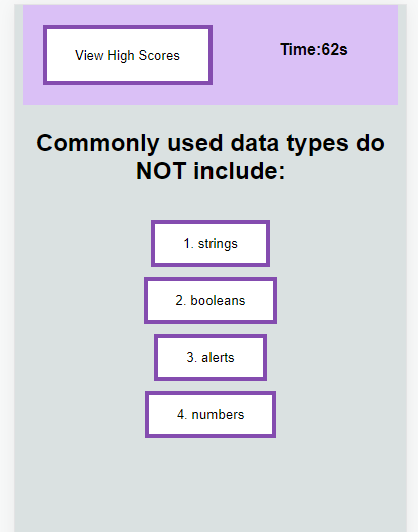 View High Scores
Time:62s
Commonly used data types do
NOT include:
1. strings
2. booleans
3. alerts
4. numbers